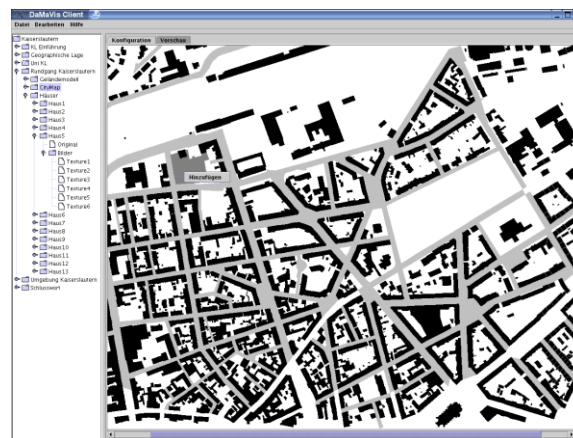 DaMaVis Client
Datei Bearbeiten Hilfe
Kaiserslautern
KL Einführung
Geographische Lage
Uni KL
Rundgang Kaiserslautern
Geländemodell
CityMap
Häuser
Haus1
Haus2
Haus3
Haus4
Haus5
Original
Bilder
Texture1
Texture2
Texture3
Texture4
Texture5
Texture6
Haus6
Haus7
Haus8
Haus9
Haus10
Haus11
Haus12
Haus13
Umgebung Kaiserslautern
Schlusswort
Konfiguration Vorschau
Hinzufügen